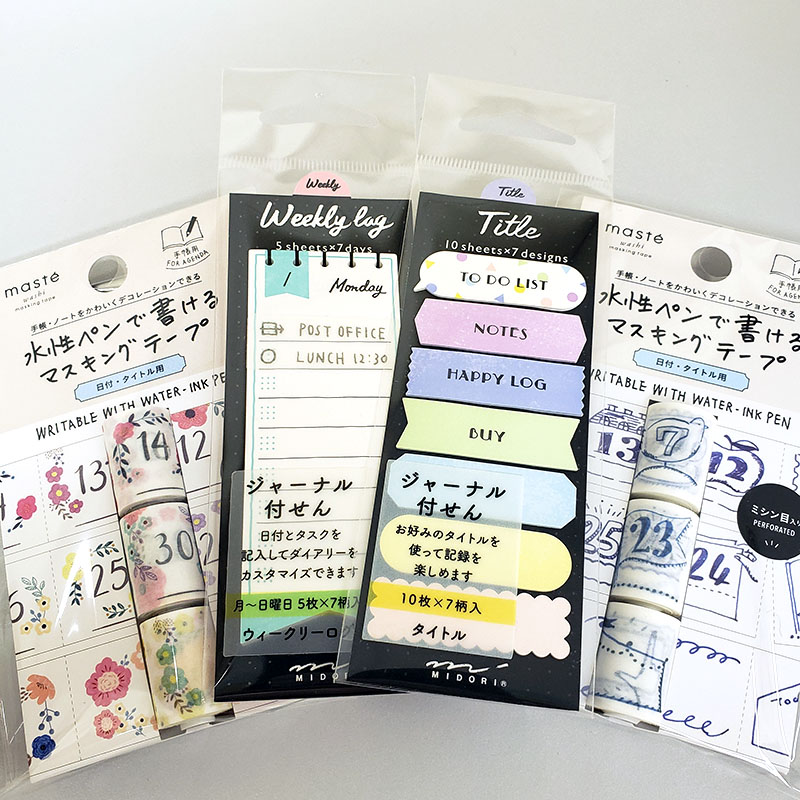 masté
washi
masking tape
手帳用
FOR AGENDA
手帳・ノートをかわいくデコレーションできる
水性ペンで書ける
マスキングテープ
日付・タイトル用
WRITABLE WITH WATER-INK PEN
13
12
14
30
25
Weekly
Weekly log
5 sheets×7days
/
Monday
POST OFFICE
LUNCH 12:30
ジャーナル
付せん
日付とタスクを
記入してダイアリーを
カスタマイズできます
月〜日曜日 5枚×7柄入
ウィークリーログ
MIDORI
Title
Title
10 sheets×7 designs
TO DO LIST
NOTES
HAPPY LOG
BUY
ジャーナル
付せん
お好みのタイトルを
使って記録を
楽しめます
10枚×7柄入
タイトル
MIDORI®
masté
washi
masking tape
手帳用
FOR AGENDA
手帳・ノートをかわいくデコレーションできる
水性ペンで書ける
マスキングテープ
日付・タイトル用
WRITABLE WITH WATER-INK PEN
13
7
12
ミシン目入り
PERFORATED
25
23
24
1